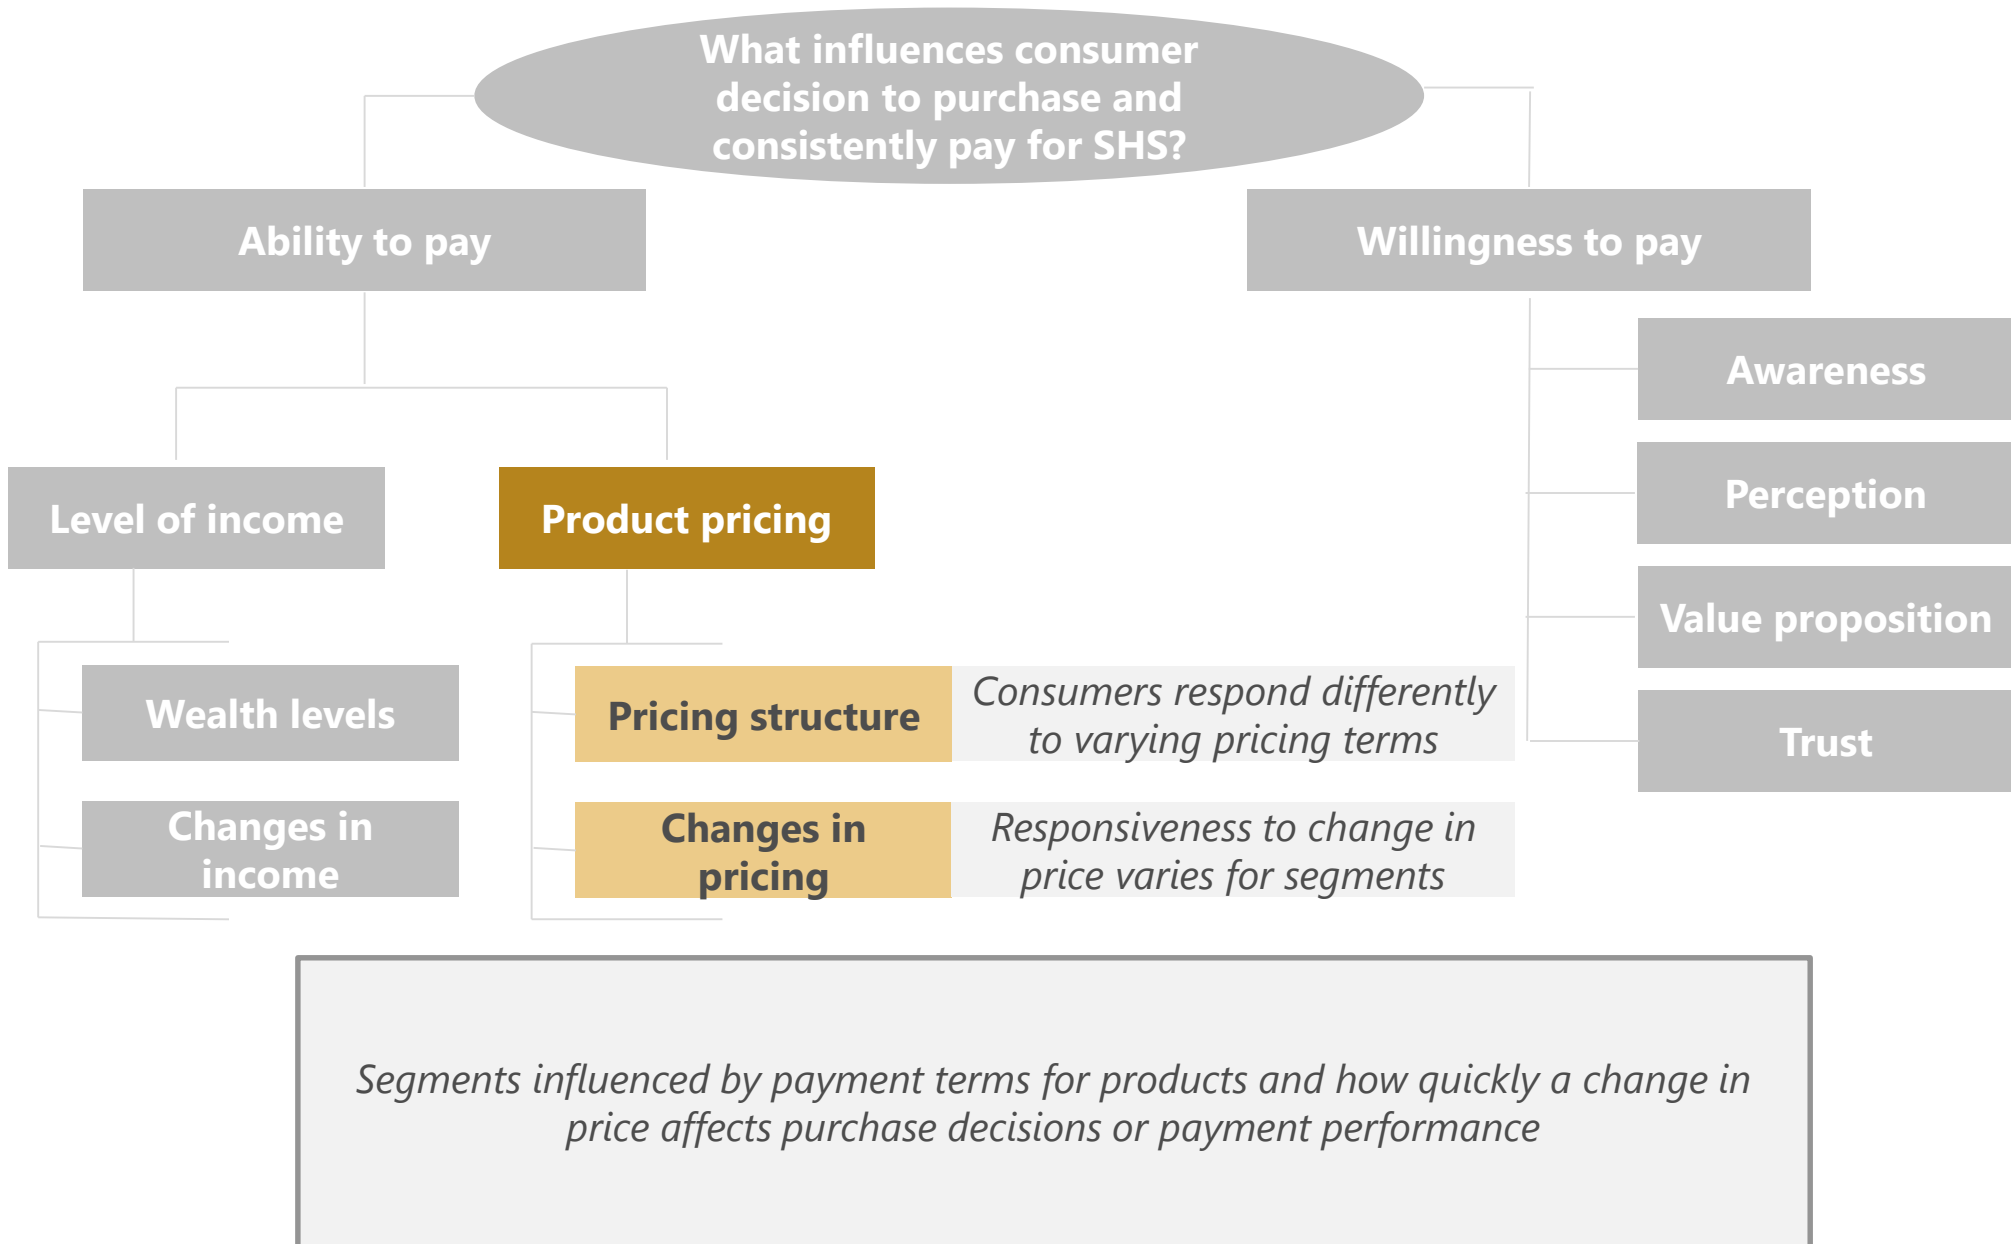 What influences consumer
decision to purchase and
consistently pay for SHS?
Ability to pay
Willingness to pay
Awareness
Perception
Value proposition
Trust
Level of income
Product pricing
Wealth levels
Changes in
income
Pricing structure
Consumers respond differently
to varying pricing terms
Changes in
pricing
Responsiveness to change in
price varies for segments
Segments influenced by payment terms for products and how quickly a change in
price affects purchase decisions or payment performance